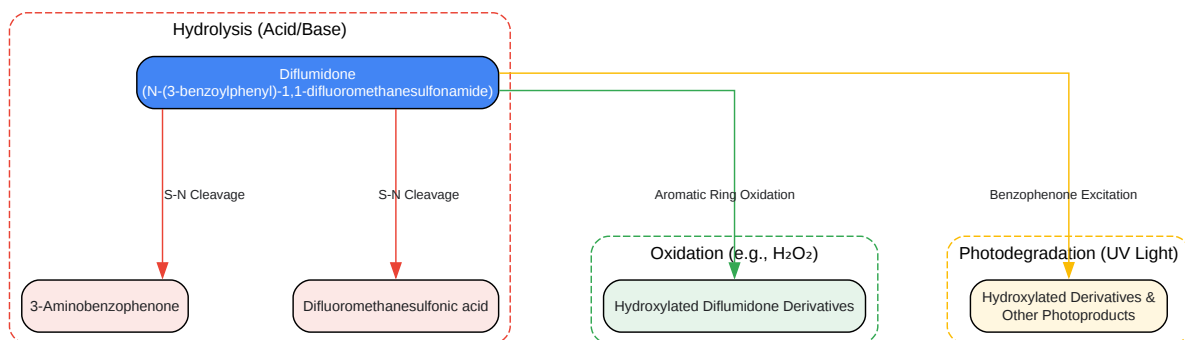 Hydrolysis (Acid/Base)
Diflumidone
(N-(3-benzoylphenyl)-1,1-difluoromethanesulfonamide)
S-N Cleavage
S-N Cleavage
Aromatic Ring Oxidation
Benzophenone Excitation
Oxidation (e.g., H₂O₂)
Photodegradation (UV Light)
3-Aminobenzophenone
Difluoromethanesulfonic acid
Hydroxylated Diflumidone Derivatives
Hydroxylated Derivatives &
Other Photoproducts